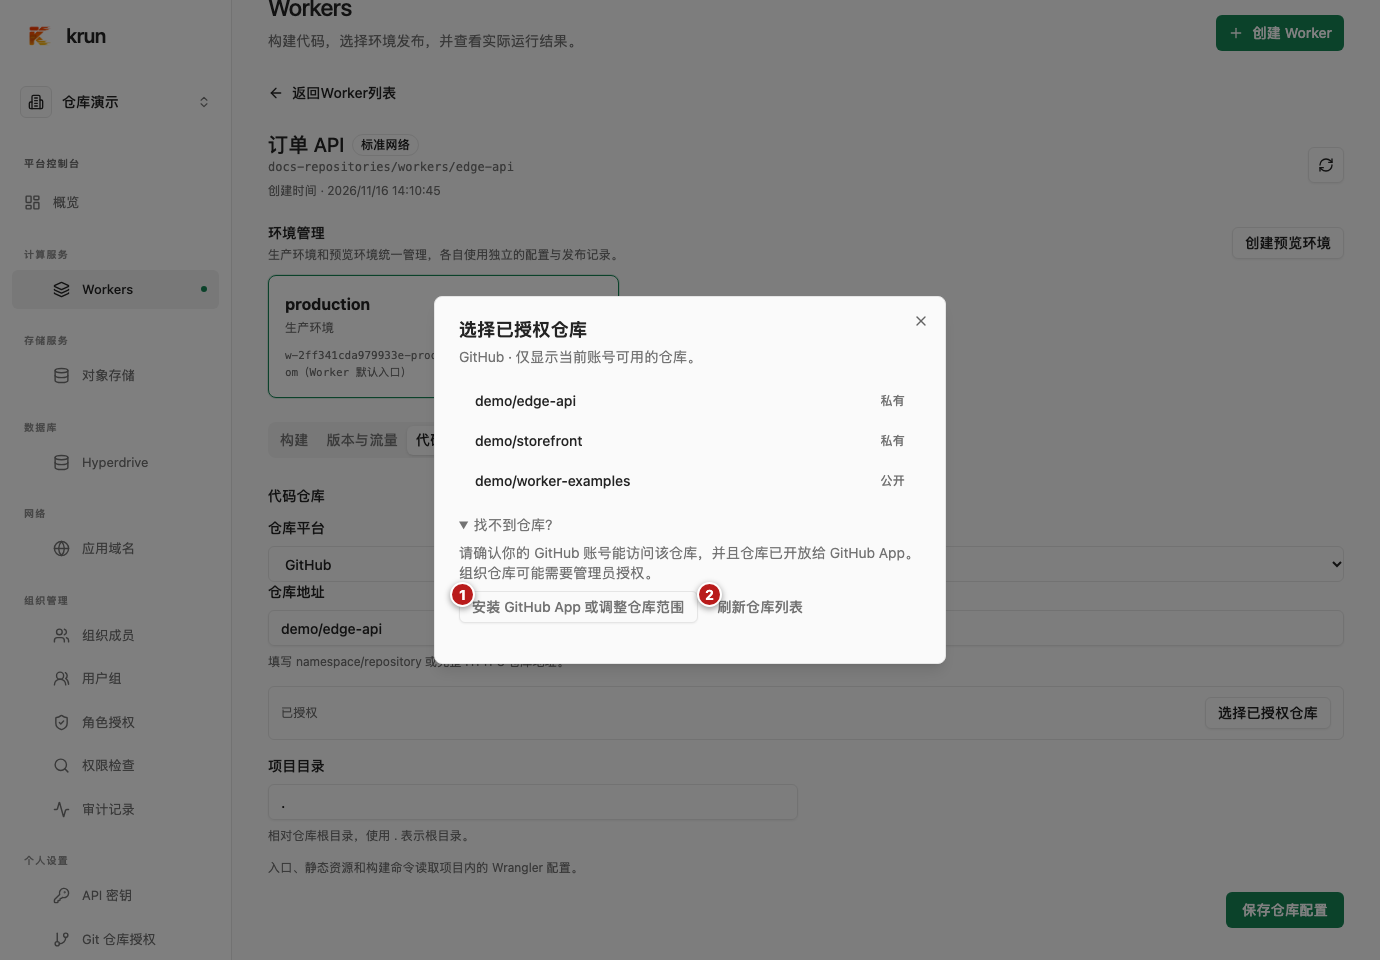 krun
仓库演示
平台控制台
概览
计算服务
Workers
存储服务
对象存储
数据库
Hyperdrive
网络
应用域名
组织管理
组织成员
用户组
角色授权
权限检查
审计记录
个人设置
API 密钥
Git 仓库授权
Workers
构建代码，选择环境发布，并查看实际运行结果。
创建 Worker
返回Worker列表
订单 API 标准网络
docs-repositories/workers/edge-api
创建时间 · 2026/11/16 14:10:45
环境管理
生产环境和预览环境统一管理，各自使用独立的配置与发布记录。
创建预览环境
production
生产环境
w-2ff341cda979933e-proc
om（Worker 默认入口）
构建 版本与流量
代码仓库
仓库平台
GitHub
仓库地址
demo/edge-api
填写 namespace/repository
已授权
选择已授权仓库
项目目录
.
相对仓库根目录，使用 . 表示根目录。
入口、静态资源和构建命令读取项目内的 Wrangler 配置。
保存仓库配置
选择已授权仓库
GitHub · 仅显示当前账号可用的仓库。
demo/edge-api 私有
demo/storefront 私有
demo/worker-examples 公开
▼ 找不到仓库?
请确认你的 GitHub 账号能访问该仓库，并且仓库已开放给 GitHub App。
组织仓库可能需要管理员授权。
1 安装 GitHub App 或调整仓库范围
2 刷新仓库列表